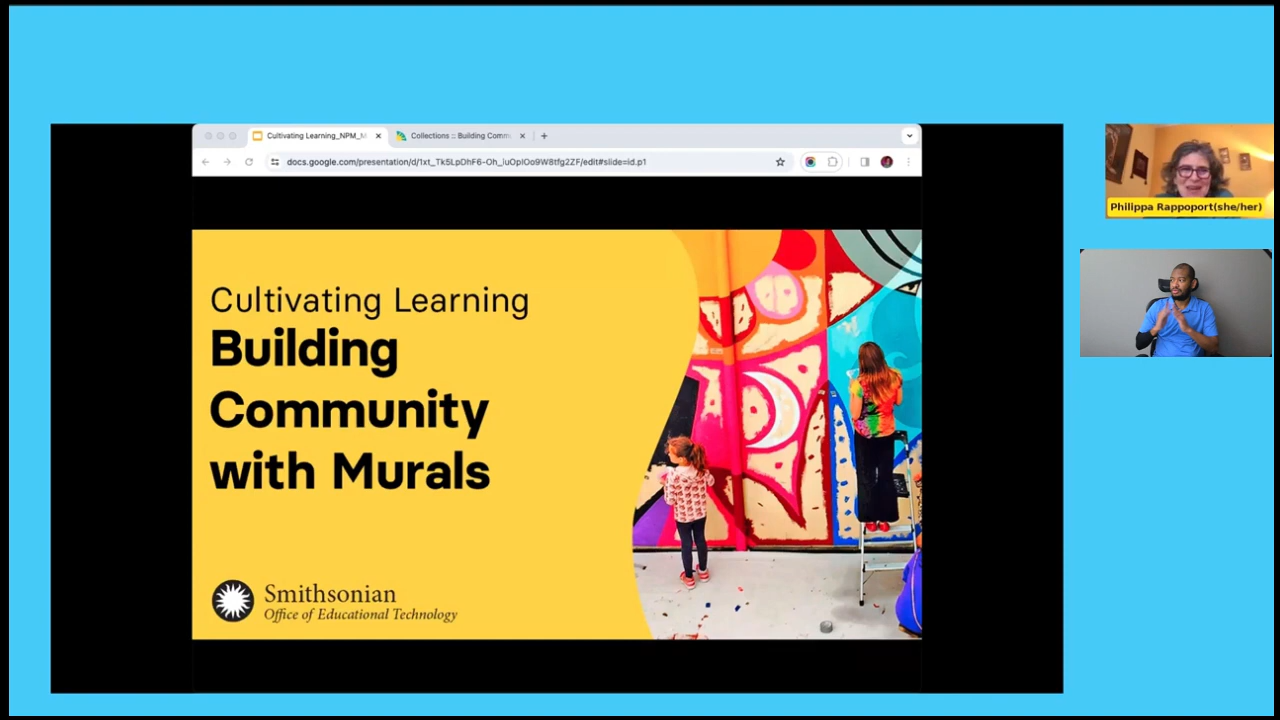 Cultivating Learning_NPM_M
Collections :: Building Comm
docs.google.com/presentation/d/1xt_Tk5LpDhF6-Oh_iuOpIOo9W8tfg2ZF/edit#slide=id.p1
Cultivating Learning
Building
Community
with Murals
Smithsonian
Office of Educational Technology
Philippa Rappoport(she/her)